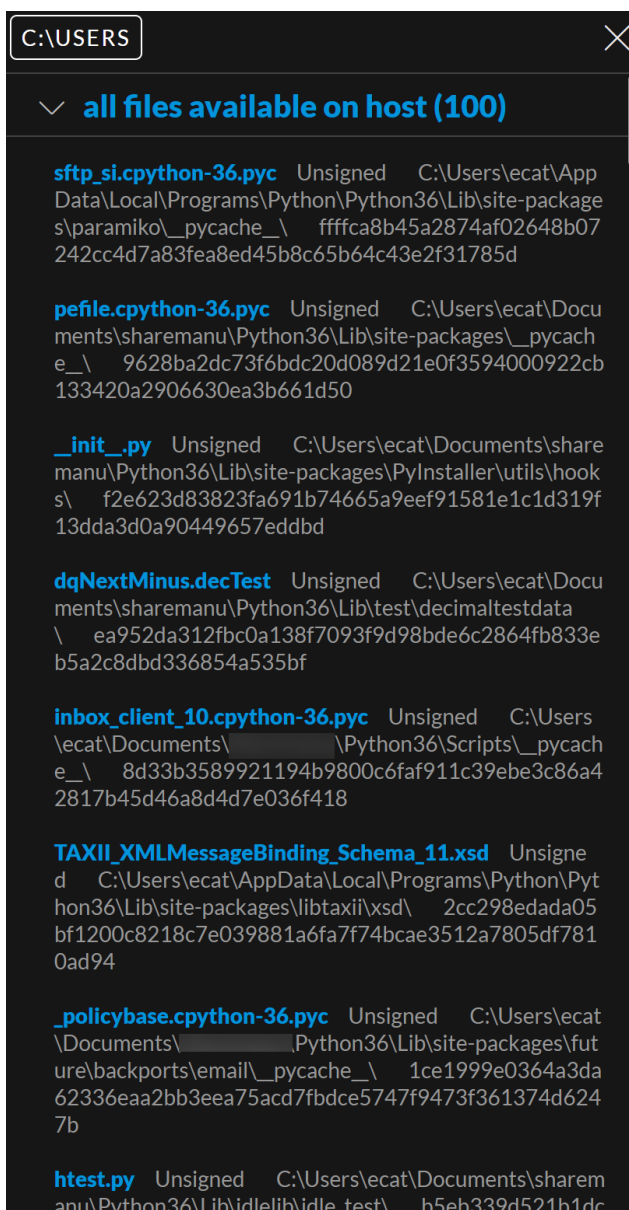 C:\USERS
all files available on host (100)
sftp_si.cpython-36.pyc Unsigned C:\Users\ecat\App
Data\Local\Programs\Python\Python36\Lib\site-package
s\paramiko\__pycache__\ ffffca8b45a2874af02648b07
242cc4d7a83fea8ed45b8c65b64c43e2f31785d
pefile.cpython-36.pyc Unsigned C:\Users\ecat\Docu
ments\sharemanu\Python36\Lib\site-packages\__pycach
e__\ 9628ba2dc73f6bdc20d089d21e0f3594000922cb
133420a2906630ea3b661d50
__init__.py Unsigned C:\Users\ecat\Documents\share
manu\Python36\Lib\site-packages\PyInstaller\utils\hook
s\ f2e623d83823fa691b74665a9eef91581e1c1d319f
13dda3d0a90449657eddbd
dqNextMinus.decTest Unsigned C:\Users\ecat\Docu
ments\sharemanu\Python36\Lib\test\decimaltestdata
\ ea952da312fbc0a138f7093f9d98bde6c2864fb833e
b5a2c8dbd336854a535bf
inbox_client_10.cpython-36.pyc Unsigned C:\Users
\ecat\Documents\ \Python36\Scripts\__pycach
e__\ 8d33b3589921194b9800c6faf911c39ebe3c86a4
2817b45d46a8d4d7e036f418
TAXII_XMLMessageBinding_Schema_11.xsd Unsigne
d C:\Users\ecat\AppData\Local\Programs\Python\Pyt
hon36\Lib\site-packages\libtaxii\xsd\ 2cc298edada05
bf1200c8218c7e039881a6fa7f74bcae3512a7805df781
0ad94
_policybase.cpython-36.pyc Unsigned C:\Users\ecat
\Documents\ \Python36\Lib\site-packages\fut
ure\backports\email\__pycache__\ 1ce1999e0364a3da
62336eaa2bb3eea75acd7fbdce5747f9473f361374d624
7b
htest.py Unsigned C:\Users\ecat\Documents\sharem
anu\Python36\Lib\idlelib\idle_test\ b5eb339d521b1dc